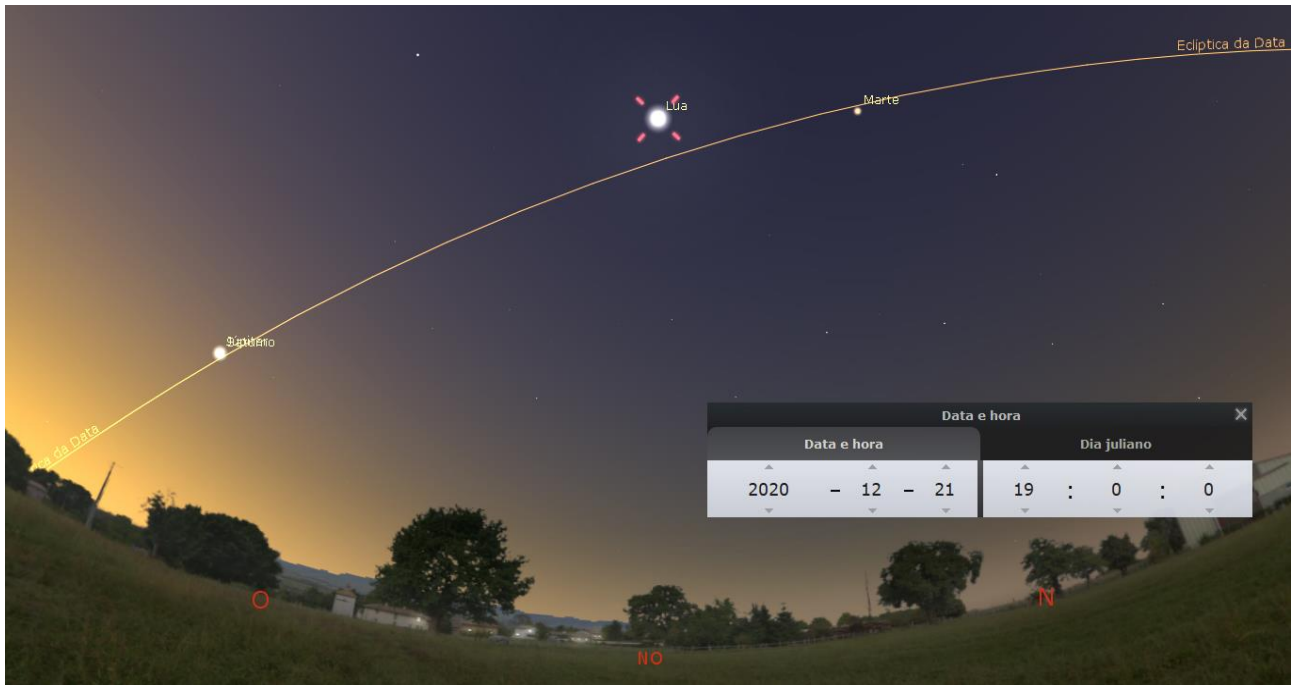 Eclíptica da Data
Lua
Marte
Saturno
da Data
Data e hora
Data e hora
Dia juliano
2020 – 12 – 21 19 : 0 : 0
O
N
NO